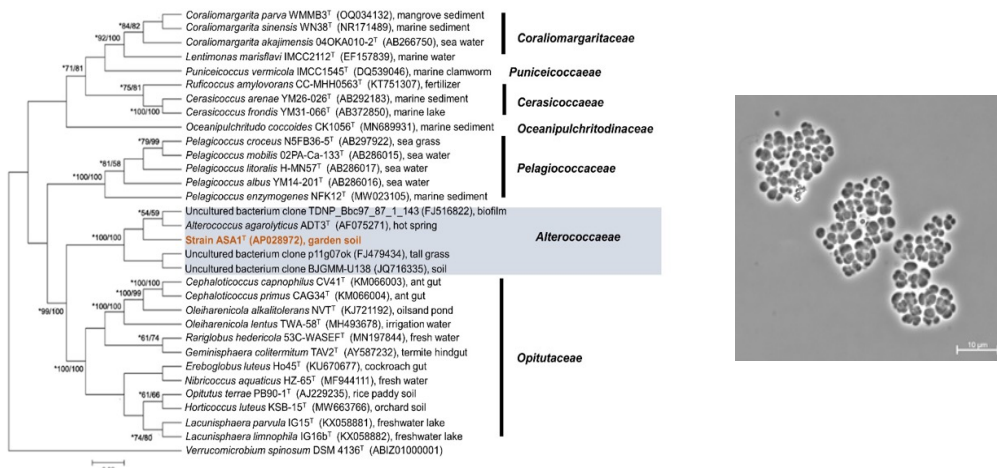 Coraliomargarita parva WMMB3T (OQ034132), mangrove sediment
*84/82
Coraliomargarita sinensis WN38T (NR171489), marine sediment
*92/100
Coraliomargarita akajimensis 04OKA010-2T (AB266750), sea water
Coraliomargaritaceae
Lentimonas marisflavi IMCC2112T (EF157839), marine water
*71/81
Puniceicoccus vermicola IMCC1545T (DQ539046), marine clamworm
Puniceicoccaeae
Ruficoccus amylovorans CC-MHH0563T (KT751307), fertilizer
*75/81
Cerasicoccus arenae YM26-026T (AB292183), marine sediment
Cerasicoccaeae
*100/100
Cerasicoccus frondis YM31-066T (AB372850), marine lake
Oceanipulchritudo coccoides CK1056T (MN689931), marine sediment
Oceanipulchritodinaceae
*79/99
Pelagicoccus croceus N5FB36-5T (AB297922), sea grass
Pelagicoccus mobilis 02PA-Ca-133T (AB286015), sea water
*81/58
Pelagicoccus litoralis H-MN57T (AB286017), sea water
Pelagiococcaceae
*100/100
Pelagicoccus albus YM14-201T (AB286016), sea water
Pelagicoccus enzymogenes NFK12T (MW023105), marine sediment
*54/59
Uncultured bacterium clone TDNP_Bbc97_87_1_143 (FJ516822), biofilm
Alterococcus agarolyticus ADT3T (AF075271), hot spring
Strain ASA1T (AP028972), garden soil
Alterococcaeae
*100/100
Uncultured bacterium clone p11g07ok (FJ479434), tall grass
Uncultured bacterium clone BJGMM-U138 (JQ716335), soil
*100/100
Cephaloticoccus capnophilus CV41T (KM066003), ant gut
*100/99
Cephaloticoccus primus CAG34T (KM066004), ant gut
*100/100
Oleiharenicola alkalitolerans NVTT (KJ721192), oilsand pond
*99/100
Oleiharenicola lentus TWA-58T (MH493678), irrigation water
*61/74
Rariglobus hedericola 53C-WASEFT (MN197844), fresh water
Geminisphaera colitermitum TAV2T (AY587232), termite hindgut
Opitutaceae
*100/100
Ereboglobus luteus Ho45T (KU670677), cockroach gut
Nibricoccus aquaticus HZ-65T (MF944111), fresh water
*61/66
Opitutus terrae PB90-1T (AJ229235), rice paddy soil
Horticoccus luteus KSB-15T (MW663766), orchard soil
Lacunisphaera parvula IG15T (KX058881), freshwater lake
*74/80
Lacunisphaera limnophila IG16bT (KX058882), freshwater lake
Verrucomicrobium spinosum DSM 4136T (ABIZ01000001)
10 µm